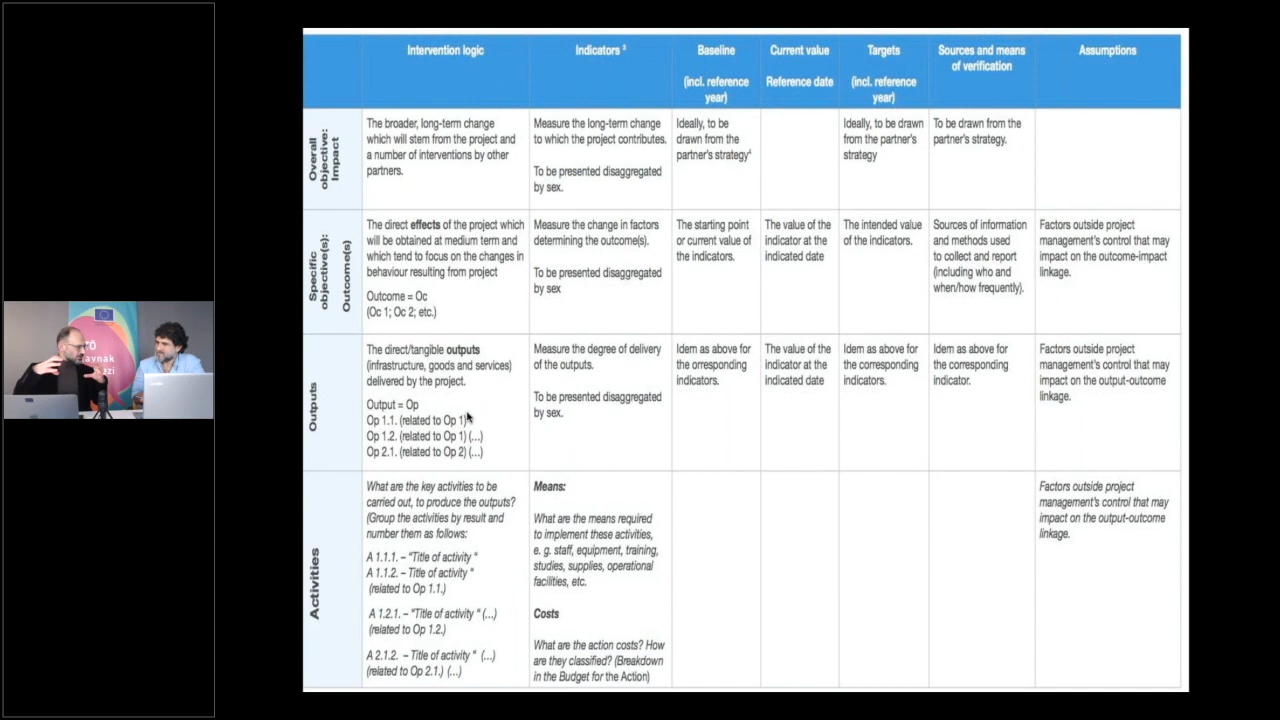 Intervention logic
Indicators ³
Baseline
(incl. reference
year)
Current value
Reference date
Targets
(incl. reference
year)
Sources and means
of verification
Assumptions
Overall
objective:
Impact
The broader, long-term change
which will stem from the project and
a number of interventions by other
partners.
Measure the long-term change
to which the project contributes.
To be presented disaggregated
by sex.
Ideally, to be
drawn from the
partner's strategy⁴
Ideally, to be drawn
from the partner's
strategy
To be drawn from the
partner's strategy.
Specific
objective(s):
Outcome(s)
The direct effects of the project which
will be obtained at medium term and
which tend to focus on the changes in
behaviour resulting from project
Outcome = Oc
(Oc 1; Oc 2; etc.)
Measure the change in factors
determining the outcome(s).
To be presented disaggregated
by sex
The starting point
or current value of
the indicators.
The value of the
indicator at the
indicated date
The intended value
of the indicators.
Sources of information
and methods used
to collect and report
(including who and
when/how frequently).
Factors outside project
management's control that may
impact on the outcome-impact
linkage.
Outputs
The direct/tangible outputs
(infrastructure, goods and services)
delivered by the project.
Output = Op
Op 1.1. (related to Op 1)
Op 1.2. (related to Op 1) (...)
Op 2.1. (related to Op 2) (...)
Measure the degree of delivery
of the outputs.
To be presented disaggregated
by sex.
Idem as above for
the orresponding
indicators.
The value of the
indicator at the
indicated date
Idem as above for
the corresponding
indicators.
Idem as above for
the corresponding
indicator.
Factors outside project
management's control that may
impact on the output-outcome
linkage.
Activities
What are the key activities to be
carried out, to produce the outputs?
(Group the activities by result and
number them as follows:
A 1.1.1. – "Title of activity "
A 1.1.2. – Title of activity "
(related to Op 1.1.)
A 1.2.1. – "Title of activity " (...)
(related to Op 1.2.)
A 2.1.2. – Title of activity " (...)
(related to Op 2.1.) (...)
Means:
What are the means required
to implement these activities,
e. g. staff, equipment, training,
studies, supplies, operational
facilities, etc.
Costs
What are the action costs? How
are they classified? (Breakdown
in the Budget for the Action)
Factors outside project
management's control that may
impact on the output-outcome
linkage.